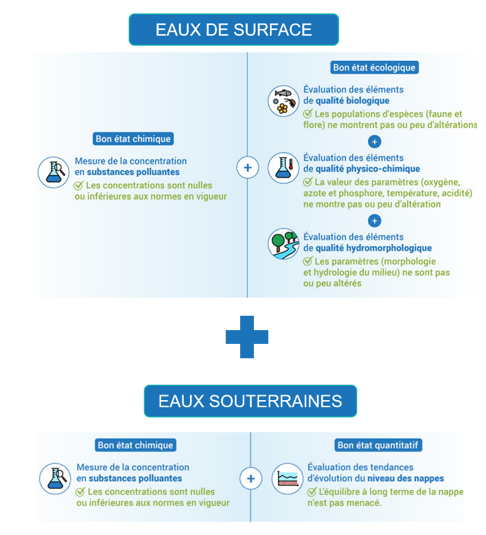 EAUX DE SURFACE
Bon état chimique
Mesure de la concentration
en substances polluantes
Les concentrations sont nulles
ou inférieures aux normes en vigueur
+
Bon état écologique
Évaluation des éléments
de qualité biologique
Les populations d'espèces (faune et
flore) ne montrent pas ou peu d'altérations
+
Évaluation des éléments
de qualité physico-chimique
La valeur des paramètres (oxygène,
azote et phosphore, température, acidité)
ne montre pas ou peu d'altération
+
Évaluation des éléments
de qualité hydromorphologique
Les paramètres (morphologie
et hydrologie du milieu) ne sont pas
ou peu altérés
EAUX SOUTERRAINES
Bon état chimique
Mesure de la concentration
en substances polluantes
Les concentrations sont nulles
ou inférieures aux normes en vigueur
+
Bon état quantitatif
Évaluation des tendances
d'évolution du niveau des nappes
L'équilibre à long terme de la nappe
n'est pas menacé.